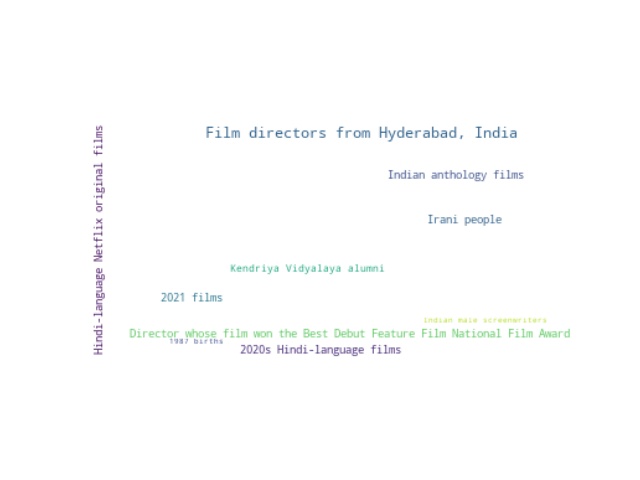 Film directors from Hyderabad, India
Hindi-language Netflix original films
Indian anthology films
Irani people
Kendriya Vidyalaya alumni
2021 films
indian male screenwriters
Director whose film won the Best Debut Feature Film National Film Award
1987 births
2020s Hindi-language films